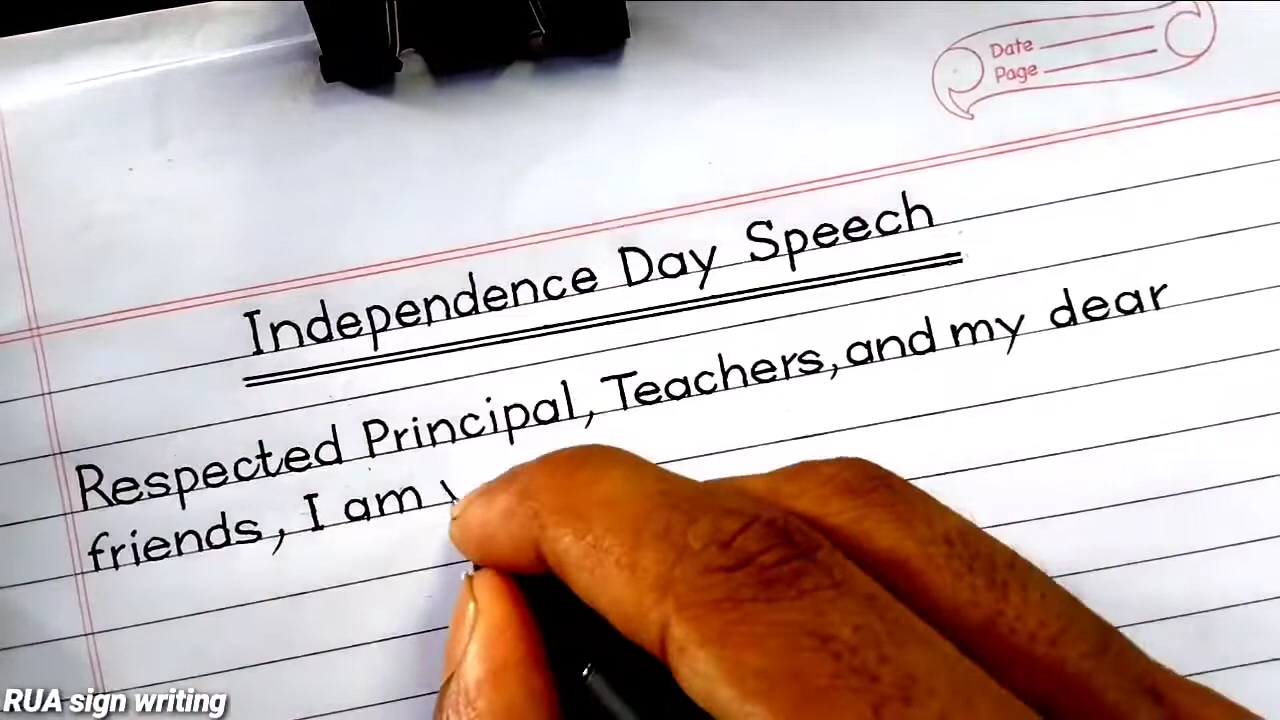 Date
Page
Independence Day Speech
Respected Principal, Teachers, and my dear
friends, I am
RUA sign writing